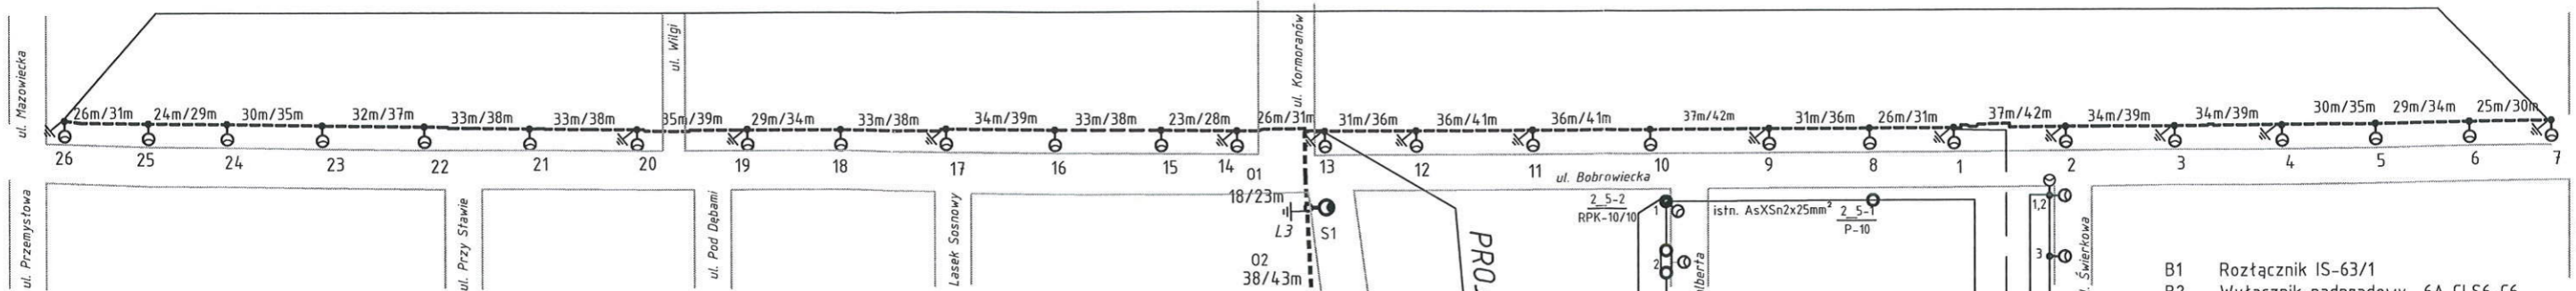 ul. Mazowiecka
ul. Wilgi
ul. Kormoranów
26m/31m 24m/29m 30m/35m 32m/37m 33m/38m 33m/38m 35m/39m 29m/34m 33m/38m 34m/39m 33m/38m 23m/28m 26m/31m 31m/36m 36m/41m 36m/41m 37m/42m 31m/36m 26m/31m 37m/42m 34m/39m 34m/39m 30m/35m 29m/34m 25m/30m
26 25 24 23 22 21 20 19 18 17 16 15 14 13 12 11 10 9 8 1 2 3 4 5 6 7
ul. Bobrowiecka
ul. Przemysłowa
ul. Przy Stawie
ul. Pod Dębami
Lasek Sosnowy
01
18/23m
L3 S1
02
38/43m
2_5-2
RPK-10/10
1
2
istn. AsXSn2x25mm²
2_5-1
P-10
1,2
3
Świerkowa
B1 Rozłącznik IS-63/1